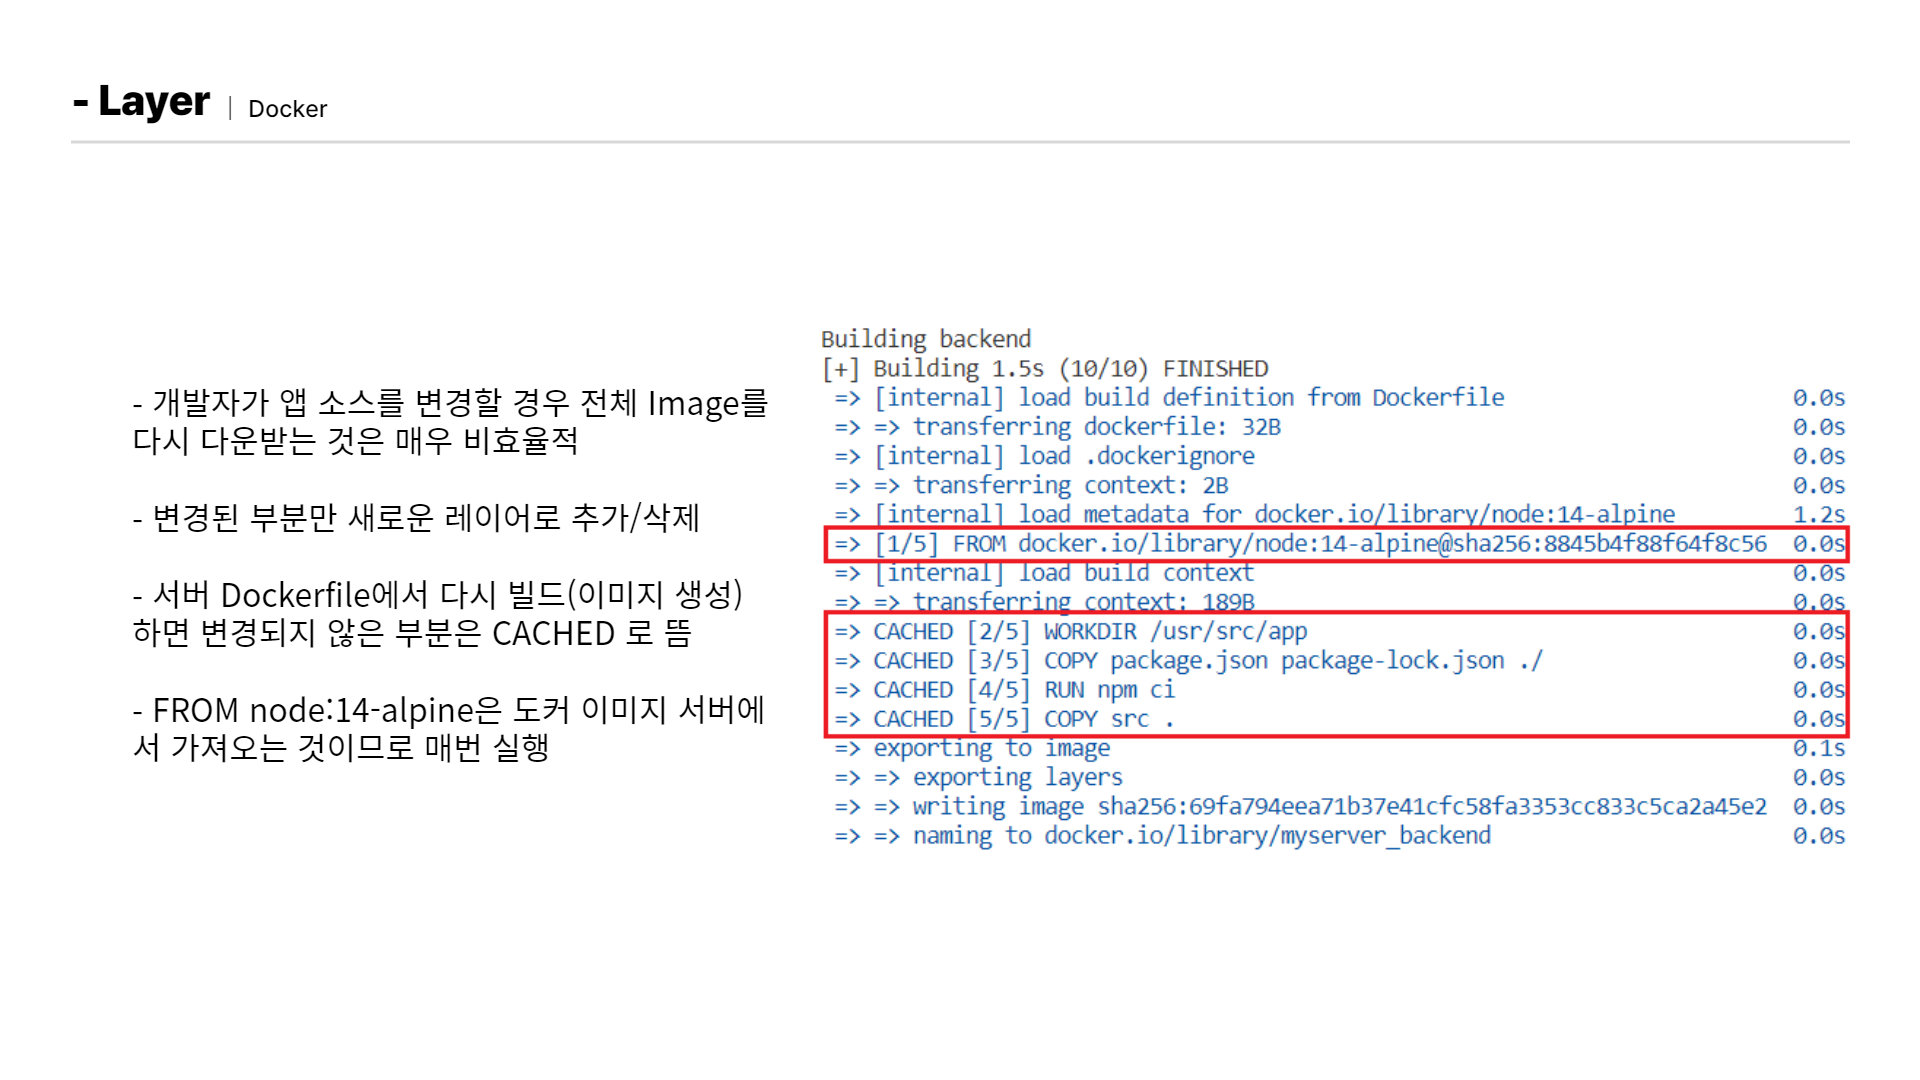 - Layer | Docker
- 개발자가 앱 소스를 변경할 경우 전체 Image를
다시 다운받는 것은 매우 비효율적
- 변경된 부분만 새로운 레이어로 추가/삭제
- 서버 Dockerfile에서 다시 빌드(이미지 생성)
하면 변경되지 않은 부분은 CACHED 로 뜸
- FROM node:14-alpine은 도커 이미지 서버에
서 가져오는 것이므로 매번 실행
Building backend
[+] Building 1.5s (10/10) FINISHED
=> [internal] load build definition from Dockerfile 0.0s
=> => transferring dockerfile: 32B 0.0s
=> [internal] load .dockerignore 0.0s
=> => transferring context: 2B 0.0s
=> [internal] load metadata for docker.io/library/node:14-alpine 1.2s
=> [1/5] FROM docker.io/library/node:14-alpine@sha256:8845b4f88f64f8c56 0.0s
=> [internal] load build context 0.0s
=> => transferring context: 189B 0.0s
=> CACHED [2/5] WORKDIR /usr/src/app 0.0s
=> CACHED [3/5] COPY package.json package-lock.json ./ 0.0s
=> CACHED [4/5] RUN npm ci 0.0s
=> CACHED [5/5] COPY src . 0.0s
=> exporting to image 0.1s
=> => exporting layers 0.0s
=> => writing image sha256:69fa794eea71b37e41cfc58fa3353cc833c5ca2a45e2 0.0s
=> => naming to docker.io/library/myserver_backend 0.0s